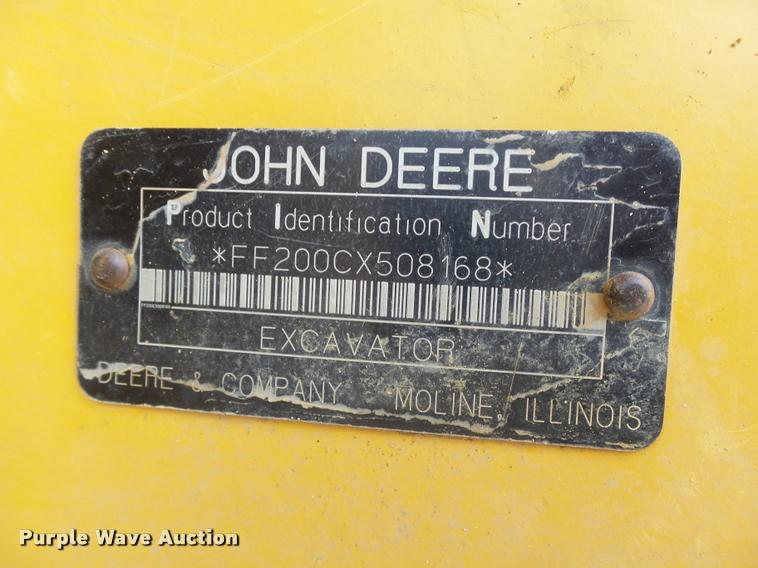 JOHN DEERE
Product Identification Number
*FF200CX508168*
EXCAVATOR
DEERE & COMPANY MOLINE, ILLINOIS
Purple Wave Auction